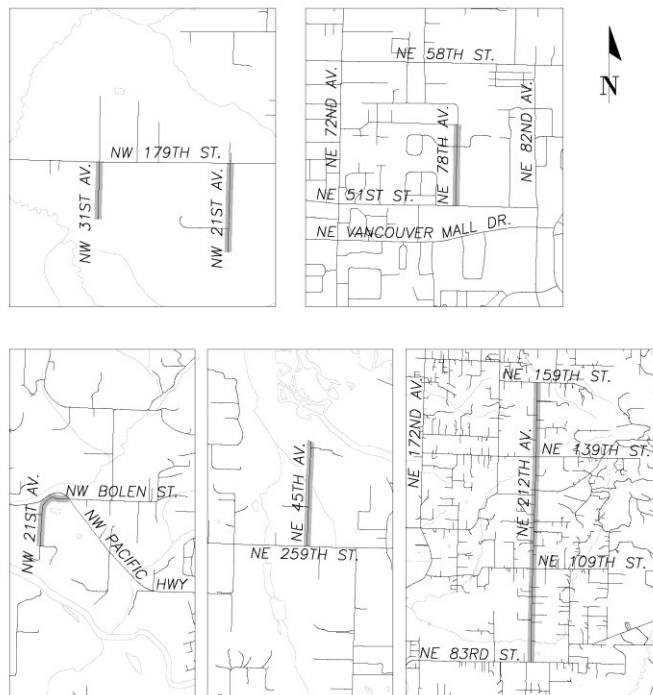 NW 179TH ST.
NW 31ST AV.
NW 21ST AV.
NE 58TH ST.
NE 72ND AV.
NE 78TH AV.
NE 82ND AV.
NE 51ST ST.
NE VANCOUVER MALL DR.
N
NW 21ST AV.
NW BOLEN ST.
NW PACIFIC
HWY
NE 45TH AV.
NE 259TH ST.
NE 159TH ST.
NE 172ND AV.
NE 139TH ST.
NE 212TH AV.
NE 109TH ST.
NE 83RD ST.